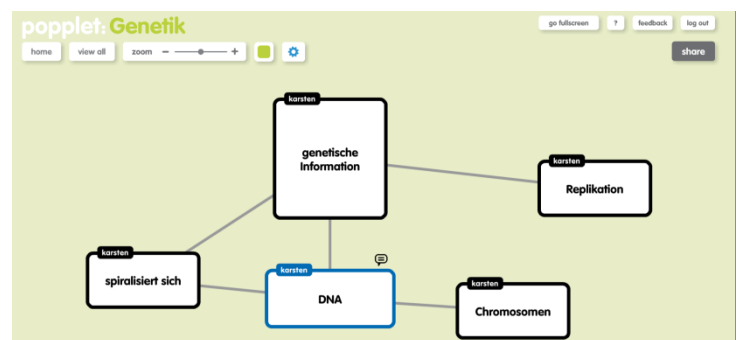 popplet: Genetik
go fullscreen ? feedback log out
home view all zoom − + share
karsten
genetische
Information
karsten
Replikation
karsten
spiralisiert sich
karsten
DNA
karsten
Chromosomen